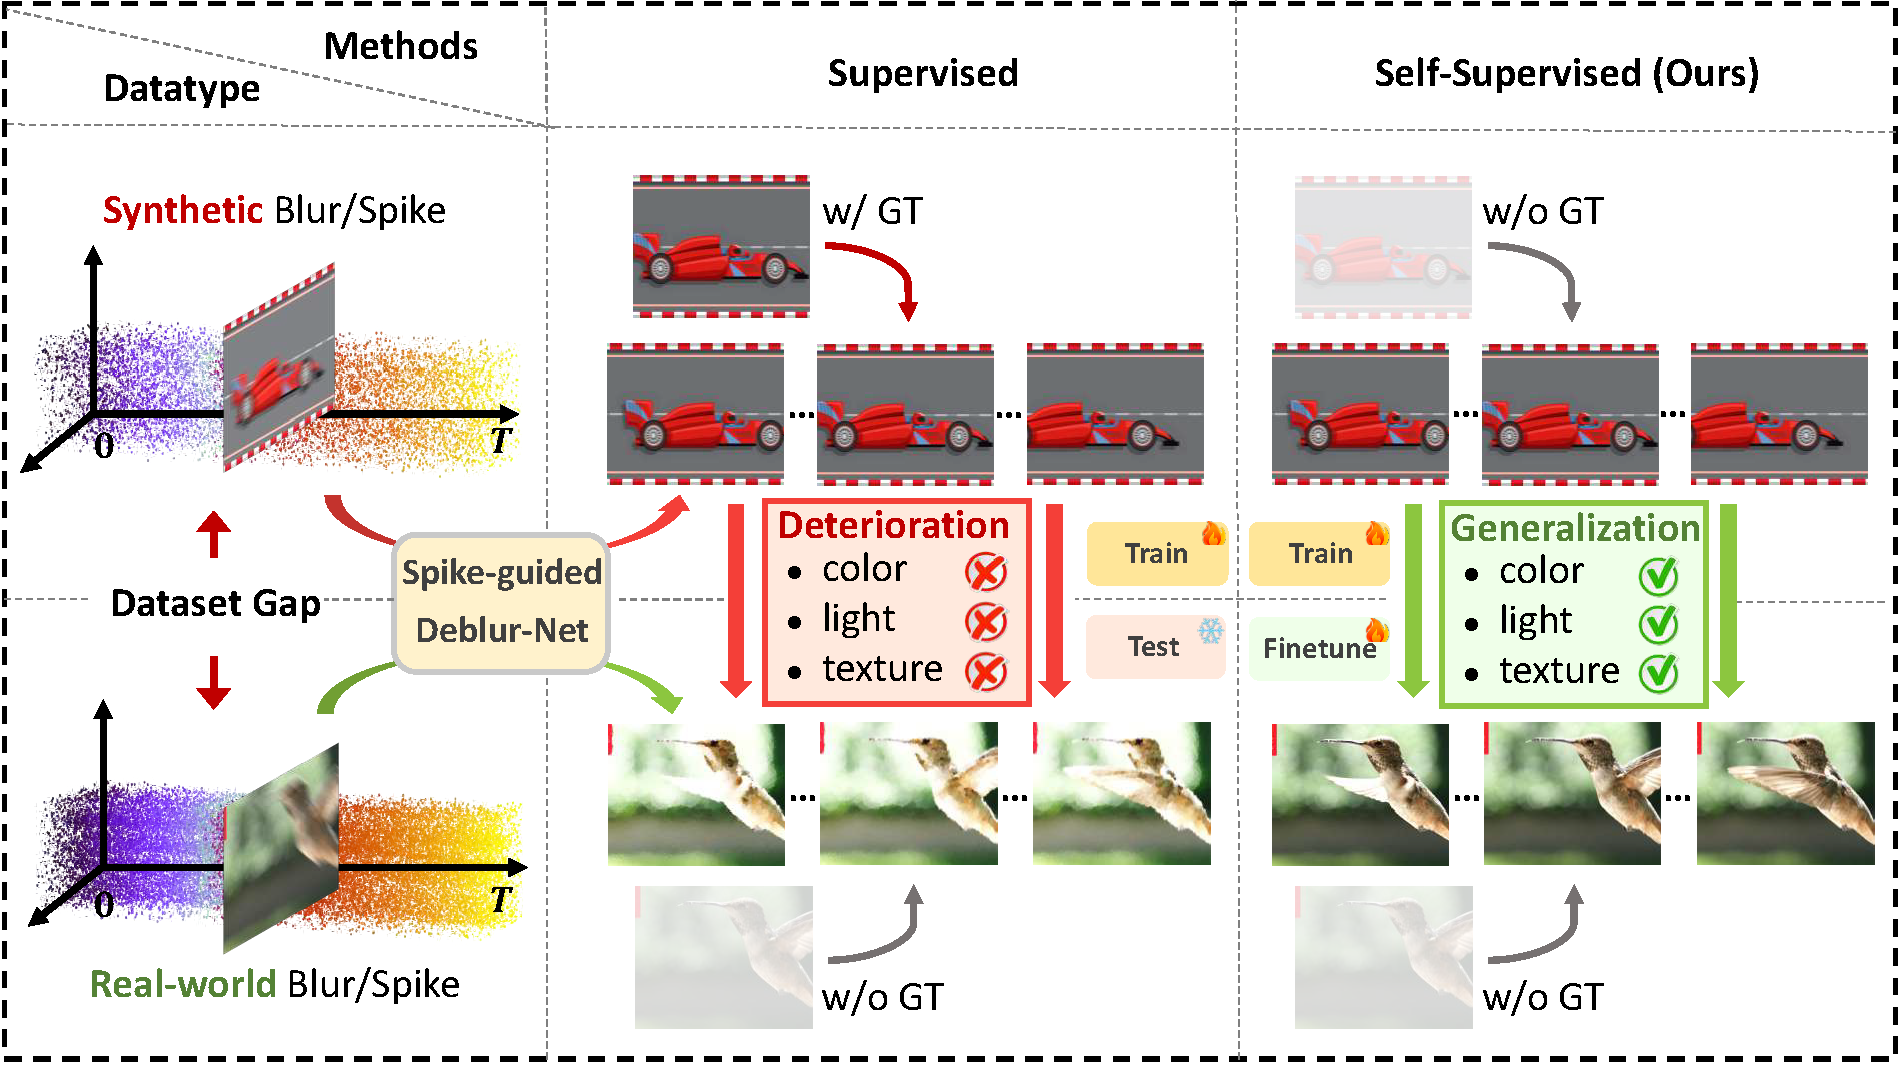 Methods
Datatype
Supervised
Self-Supervised (Ours)
Synthetic Blur/Spike
0
T
w/ GT
...
...
w/o GT
...
...
Dataset Gap
Spike-guided
Deblur-Net
Deterioration
• color
• light
• texture
Train
Train
Test
Finetune
Generalization
• color
• light
• texture
0
T
Real-world Blur/Spike
...
...
w/o GT
...
...
w/o GT